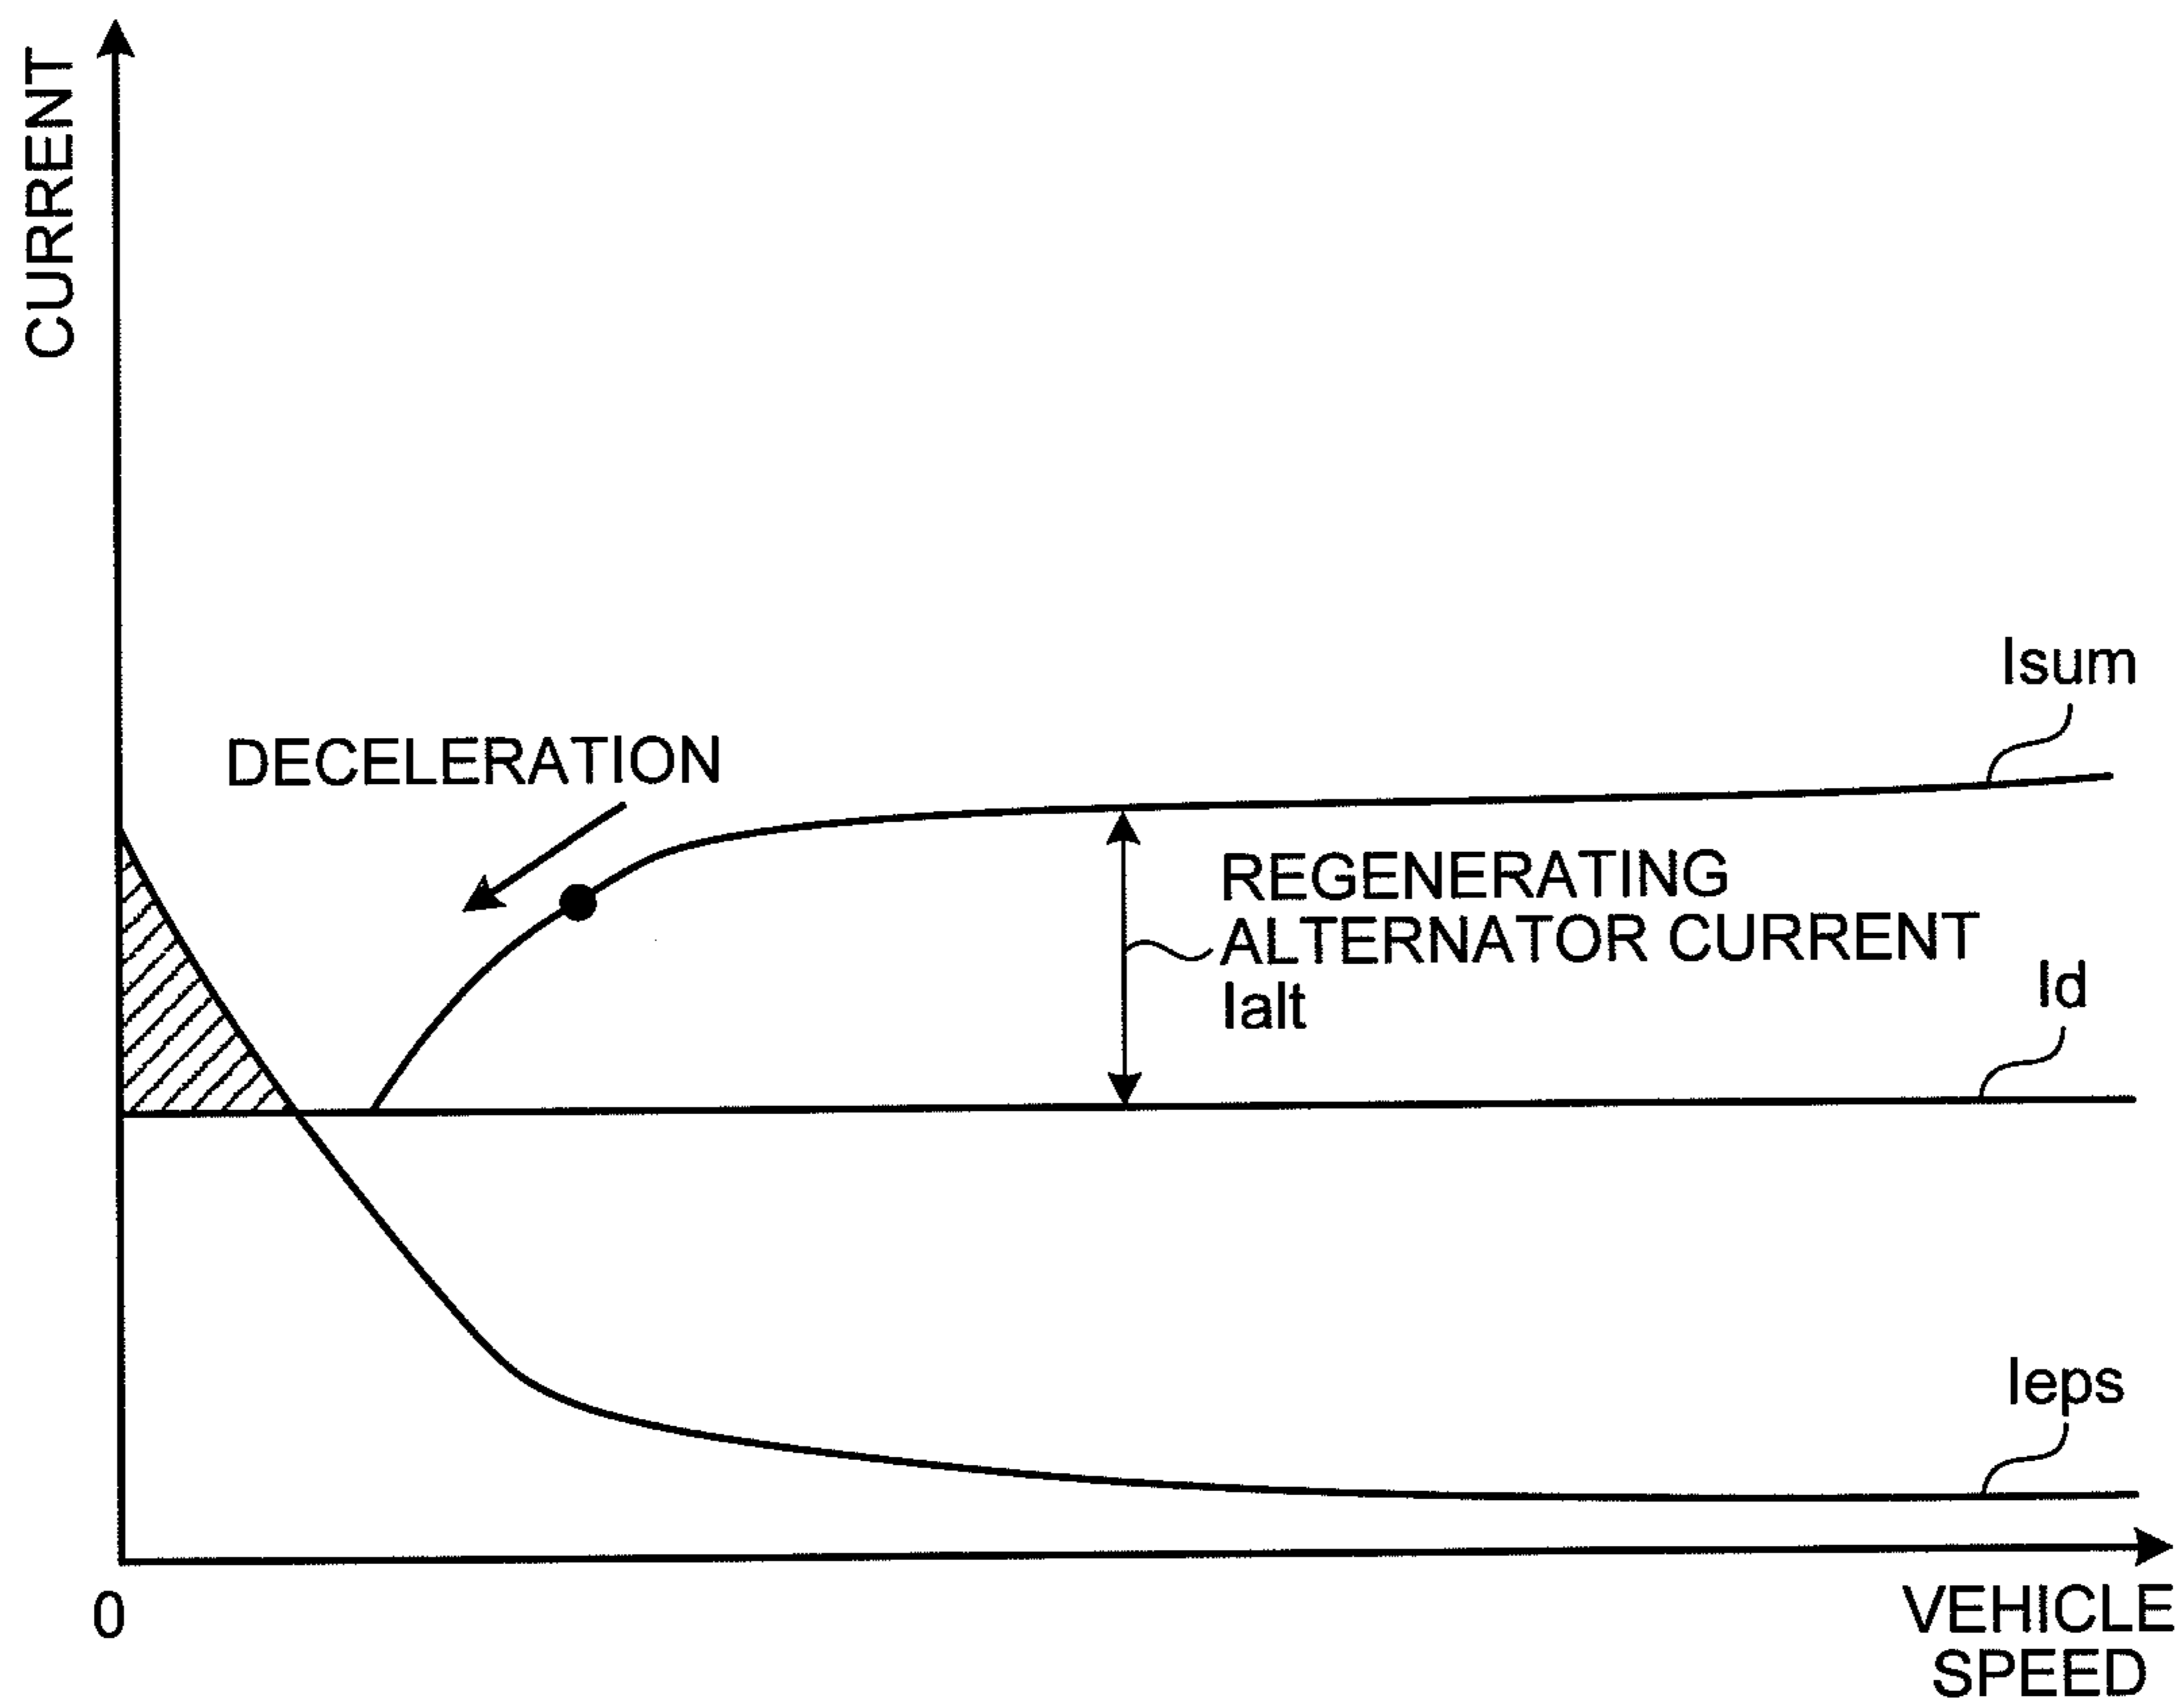 CURRENT
Isum
DECELERATION
REGENERATING
ALTERNATOR CURRENT
Ialt
Id
Ieps
0
VEHICLE
SPEED